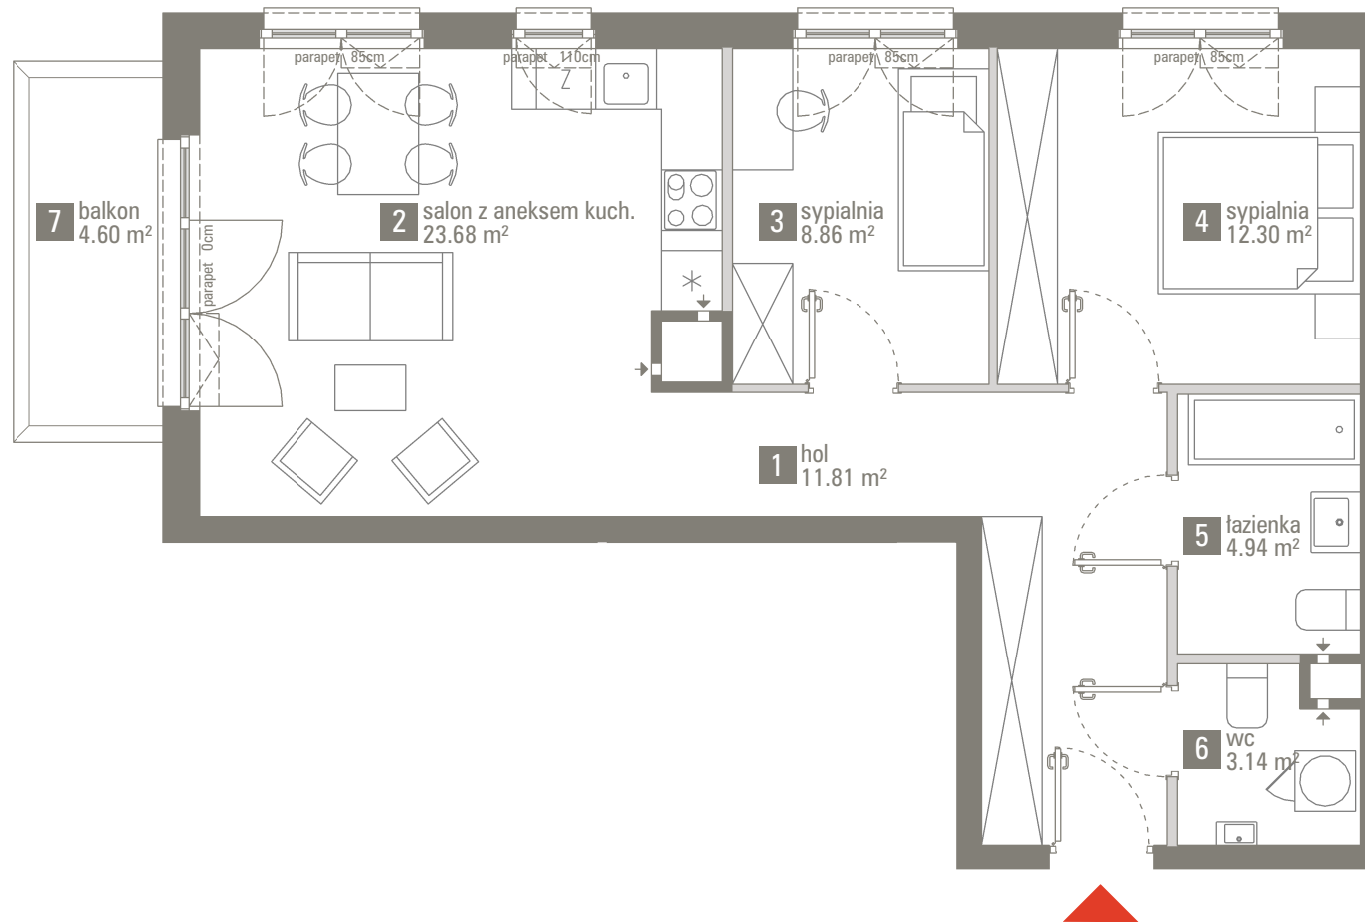 parapet 85cm
parapet 110cm
parapet 85cm
parapet 85cm
Z
7 balkon
4.60 m²
2 salon z aneksem kuch.
23.68 m²
3 sypialnia
8.86 m²
4 sypialnia
12.30 m²
parapet 0cm
1 hol
11.81 m²
5 łazienka
4.94 m²
6 wc
3.14 m²